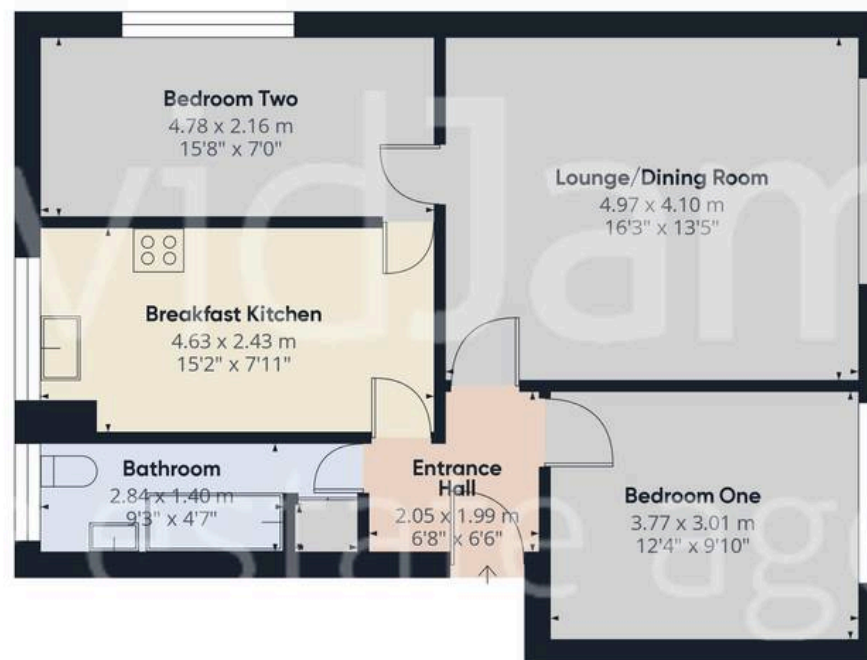 Bedroom Two
4.78 x 2.16 m
15'8" x 7'0"
Lounge/Dining Room
4.97 x 4.10 m
16'3" x 13'5"
Breakfast Kitchen
4.63 x 2.43 m
15'2" x 7'11"
Bathroom
2.84 x 1.40 m
9'3" x 4'7"
Entrance
Hall
2.05 x 1.99 m
6'8" x 6'6"
Bedroom One
3.77 x 3.01 m
12'4" x 9'10"
vidJam
estate age